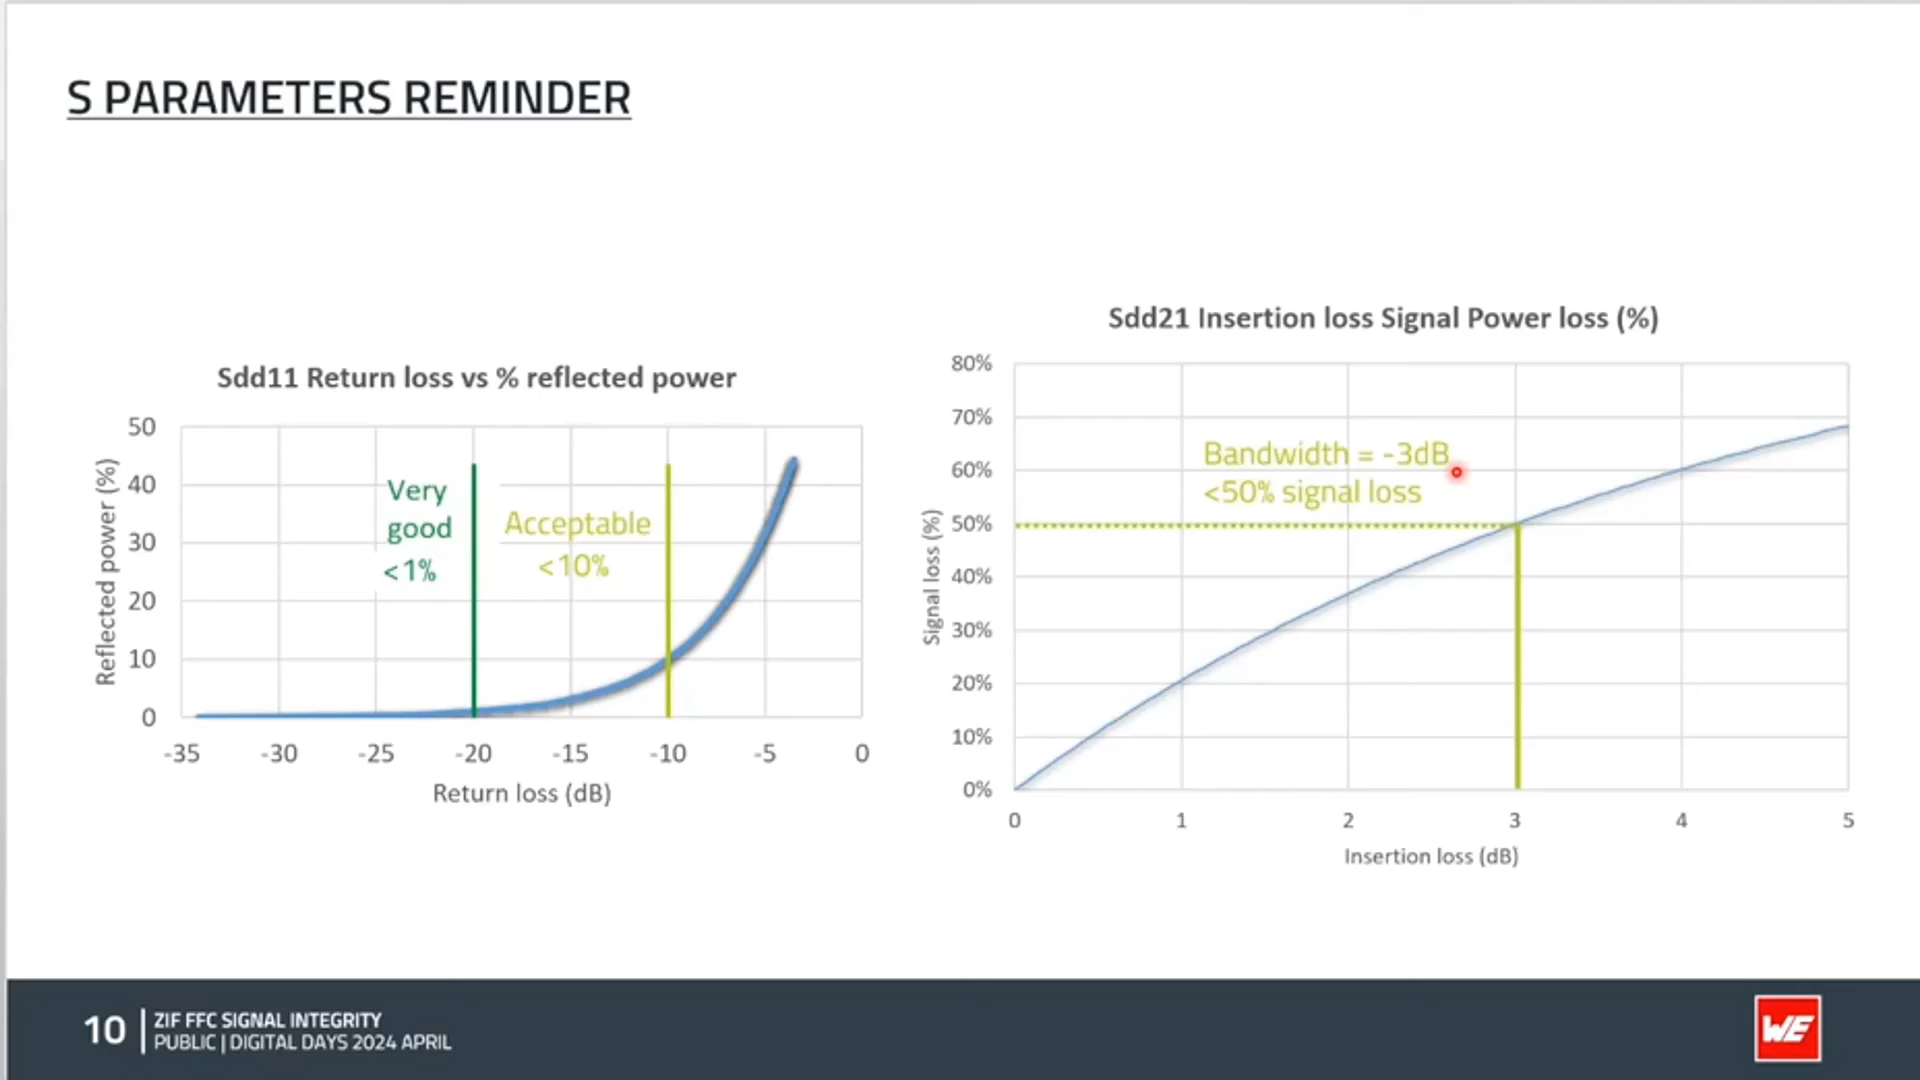 S PARAMETERS REMINDER
Sdd11 Return loss vs % reflected power
Reflected power (%)
50
40
30
20
10
0
Very
good
<1%
Acceptable
<10%
-35 -30 -25 -20 -15 -10 -5 0
Return loss (dB)
Sdd21 Insertion loss Signal Power loss (%)
Signal loss (%)
80%
70%
60%
50%
40%
30%
20%
10%
0%
Bandwidth = -3dB
<50% signal loss
0 1 2 3 4 5
Insertion loss (dB)
10
ZIF FFC SIGNAL INTEGRITY
PUBLIC | DIGITAL DAYS 2024 APRIL
WE